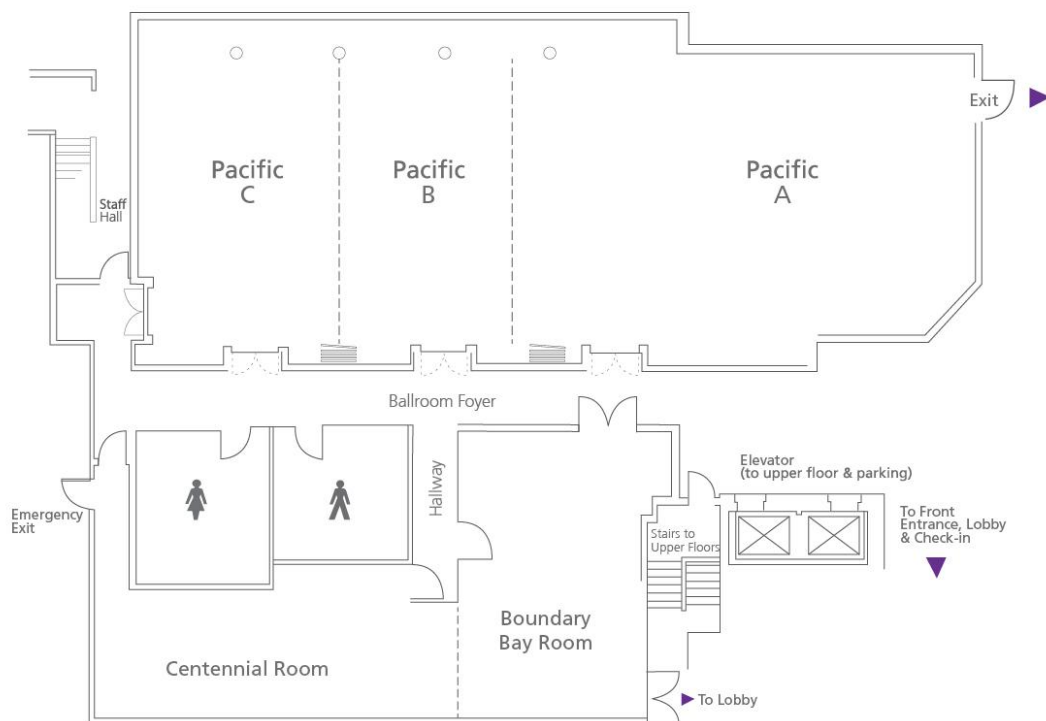 Exit
Pacific
C
Pacific
B
Pacific
A
Staff
Hall
Ballroom Foyer
Hallway
Elevator
(to upper floor & parking)
Emergency
Exit
To Front
Entrance, Lobby
& Check-in
Stairs to
Upper Floors
Boundary
Bay Room
Centennial Room
To Lobby